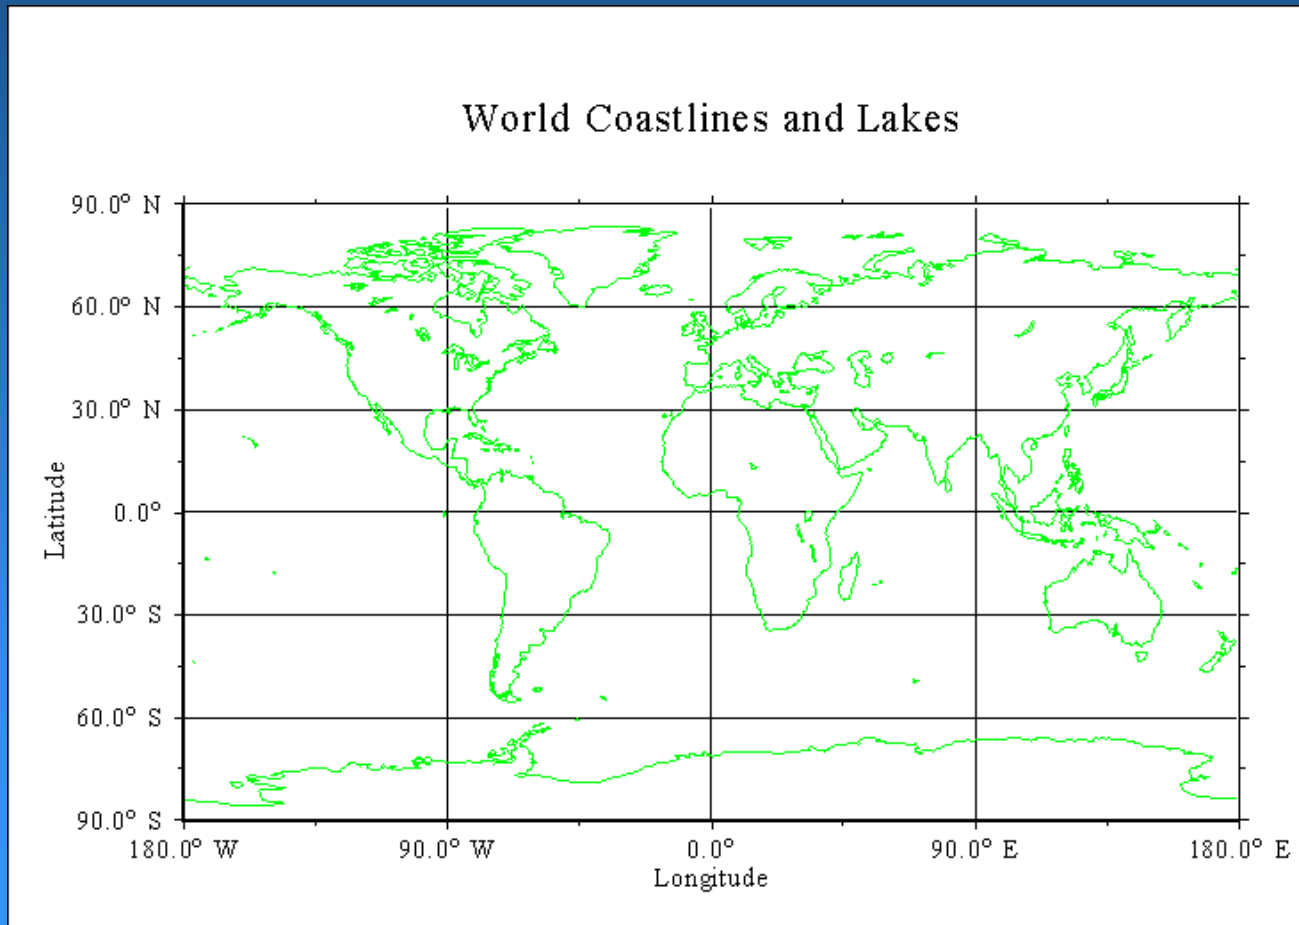 World Coastlines and Lakes
90.0° N
60.0° N
30.0° N
0.0°
30.0° S
60.0° S
90.0° S
Latitude
180.0° W
90.0° W
0.0°
90.0° E
180.0° E
Longitude